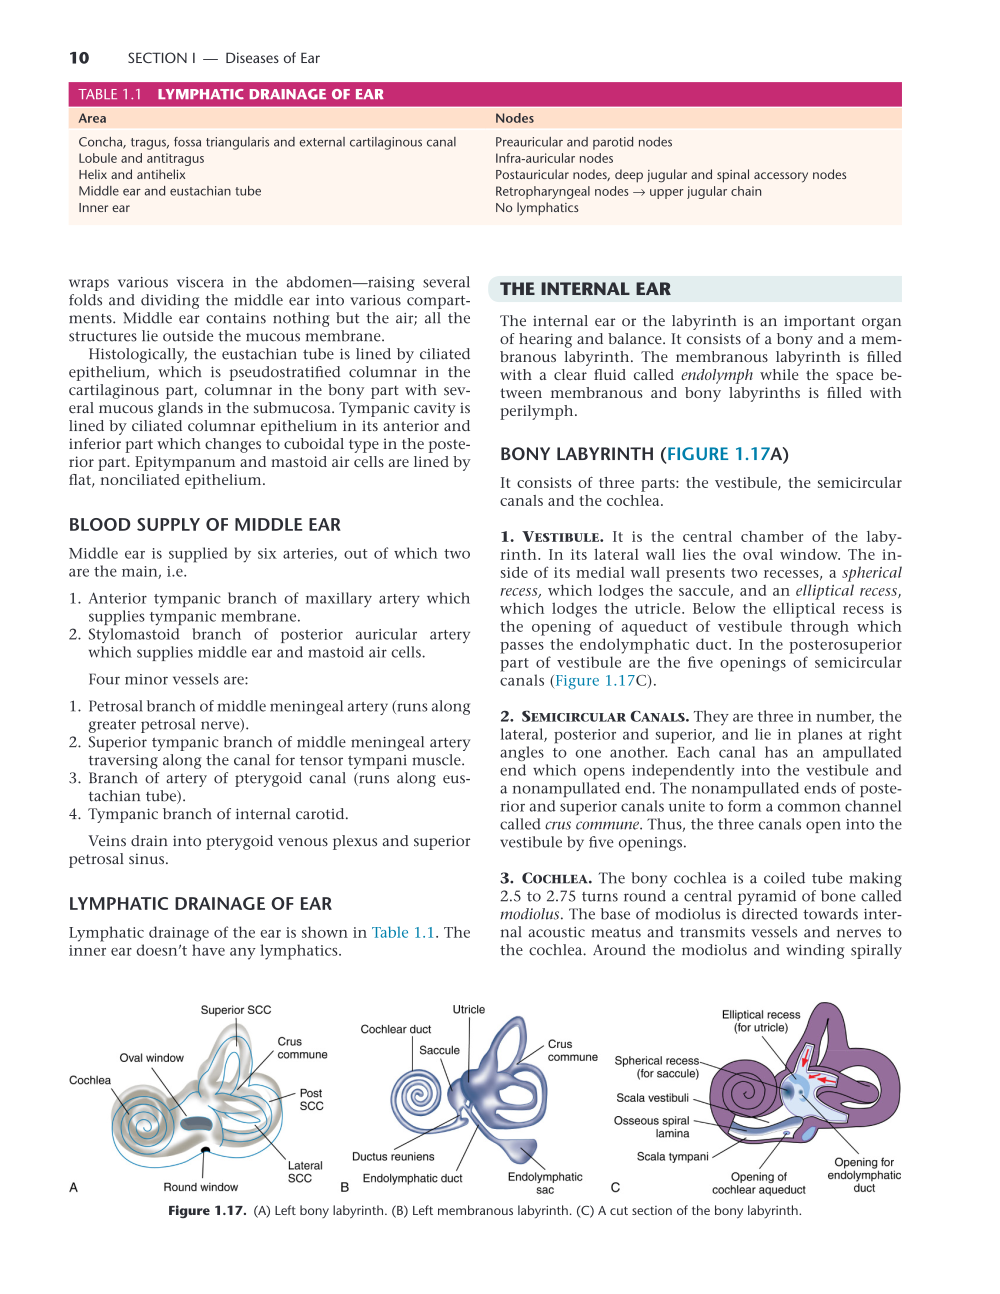 10 SECTION I — Diseases of Ear
TABLE 1.1 LYMPHATIC DRAINAGE OF EAR
Area Nodes
Concha, tragus, fossa triangularis and external cartilaginous canal Preauricular and parotid nodes
Lobule and antitragus Infra-auricular nodes
Helix and antihelix Postauricular nodes, deep jugular and spinal accessory nodes
Middle ear and eustachian tube Retropharyngeal nodes → upper jugular chain
Inner ear No lymphatics
wraps various viscera in the abdomen—raising several
folds and dividing the middle ear into various compart-
ments. Middle ear contains nothing but the air; all the
structures lie outside the mucous membrane.
Histologically, the eustachian tube is lined by ciliated
epithelium, which is pseudostratified columnar in the
cartilaginous part, columnar in the bony part with sev-
eral mucous glands in the submucosa. Tympanic cavity is
lined by ciliated columnar epithelium in its anterior and
inferior part which changes to cuboidal type in the poste-
rior part. Epitympanum and mastoid air cells are lined by
flat, nonciliated epithelium.
BLOOD SUPPLY OF MIDDLE EAR
Middle ear is supplied by six arteries, out of which two
are the main, i.e.
1. Anterior tympanic branch of maxillary artery which
supplies tympanic membrane.
2. Stylomastoid branch of posterior auricular artery
which supplies middle ear and mastoid air cells.
Four minor vessels are:
1. Petrosal branch of middle meningeal artery (runs along
greater petrosal nerve).
2. Superior tympanic branch of middle meningeal artery
traversing along the canal for tensor tympani muscle.
3. Branch of artery of pterygoid canal (runs along eus-
tachian tube).
4. Tympanic branch of internal carotid.
Veins drain into pterygoid venous plexus and superior
petrosal sinus.
LYMPHATIC DRAINAGE OF EAR
Lymphatic drainage of the ear is shown in Table 1.1. The
inner ear doesn't have any lymphatics.
THE INTERNAL EAR
The internal ear or the labyrinth is an important organ
of hearing and balance. It consists of a bony and a mem-
branous labyrinth. The membranous labyrinth is filled
with a clear fluid called endolymph while the space be-
tween membranous and bony labyrinths is filled with
perilymph.
BONY LABYRINTH (FIGURE 1.17A)
It consists of three parts: the vestibule, the semicircular
canals and the cochlea.
1. VESTIBULE. It is the central chamber of the laby-
rinth. In its lateral wall lies the oval window. The in-
side of its medial wall presents two recesses, a spherical
recess, which lodges the saccule, and an elliptical recess,
which lodges the utricle. Below the elliptical recess is
the opening of aqueduct of vestibule through which
passes the endolymphatic duct. In the posterosuperior
part of vestibule are the five openings of semicircular
canals (Figure 1.17C).
2. SEMICIRCULAR CANALS. They are three in number, the
lateral, posterior and superior, and lie in planes at right
angles to one another. Each canal has an ampullated
end which opens independently into the vestibule and
a nonampullated end. The nonampullated ends of poste-
rior and superior canals unite to form a common channel
called crus commune. Thus, the three canals open into the
vestibule by five openings.
3. COCHLEA. The bony cochlea is a coiled tube making
2.5 to 2.75 turns round a central pyramid of bone called
modiolus. The base of modiolus is directed towards inter-
nal acoustic meatus and transmits vessels and nerves to
the cochlea. Around the modiolus and winding spirally
Superior SCC
Crus
commune
Oval window
Cochlea
Post
SCC
Lateral
SCC
Round window
A
Utricle
Cochlear duct
Saccule
Crus
commune
Ductus reuniens
Endolymphatic duct
Endolymphatic
sac
B
Elliptical recess
(for utricle)
Spherical recess
(for saccule)
Scala vestibuli
Osseous spiral
lamina
Scala tympani
Opening of
cochlear aqueduct
Opening for
endolymphatic
duct
C
Figure 1.17. (A) Left bony labyrinth. (B) Left membranous labyrinth. (C) A cut section of the bony labyrinth.